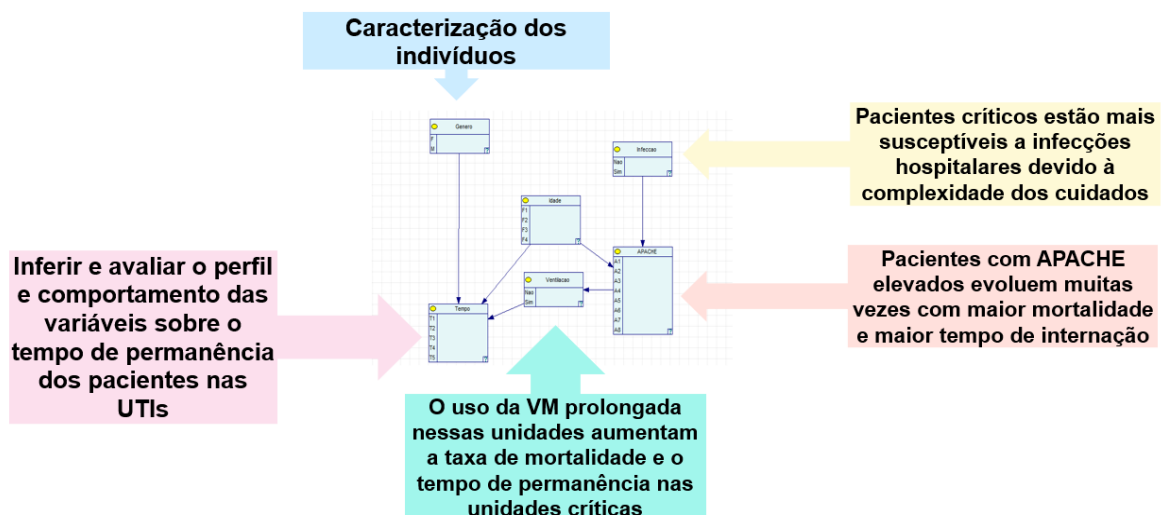 Caracterização dos
indivíduos
Genero
F
M
Infeccao
Nao
Sim
Pacientes críticos estão mais
susceptíveis a infecções
hospitalares devido à
complexidade dos cuidados
Idade
F1
F2
F3
F4
APACHE
A1
A2
A3
A4
A5
A6
A7
A8
Ventilacao
Nao
Sim
Tempo
T1
T2
T3
T4
T5
Inferir e avaliar o perfil
e comportamento das
variáveis sobre o
tempo de permanência
dos pacientes nas
UTIs
Pacientes com APACHE
elevados evoluem muitas
vezes com maior mortalidade
e maior tempo de internação
O uso da VM prolongada
nessas unidades aumentam
a taxa de mortalidade e o
tempo de permanência nas
unidades críticas